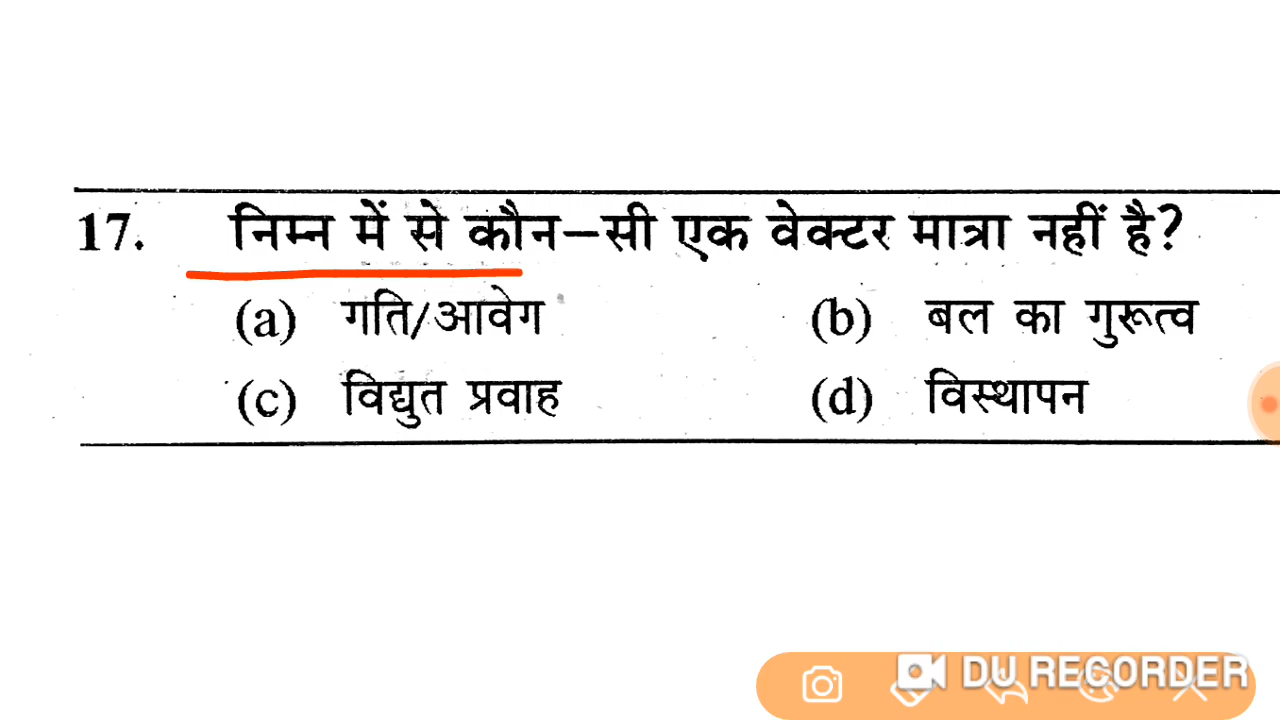 17. निम्न में से कौन–सी एक वेक्टर मात्रा नहीं है?
(a) गति/आवेग (b) बल का गुरूत्व
(c) विद्युत प्रवाह (d) विस्थापन
DU RECORDER